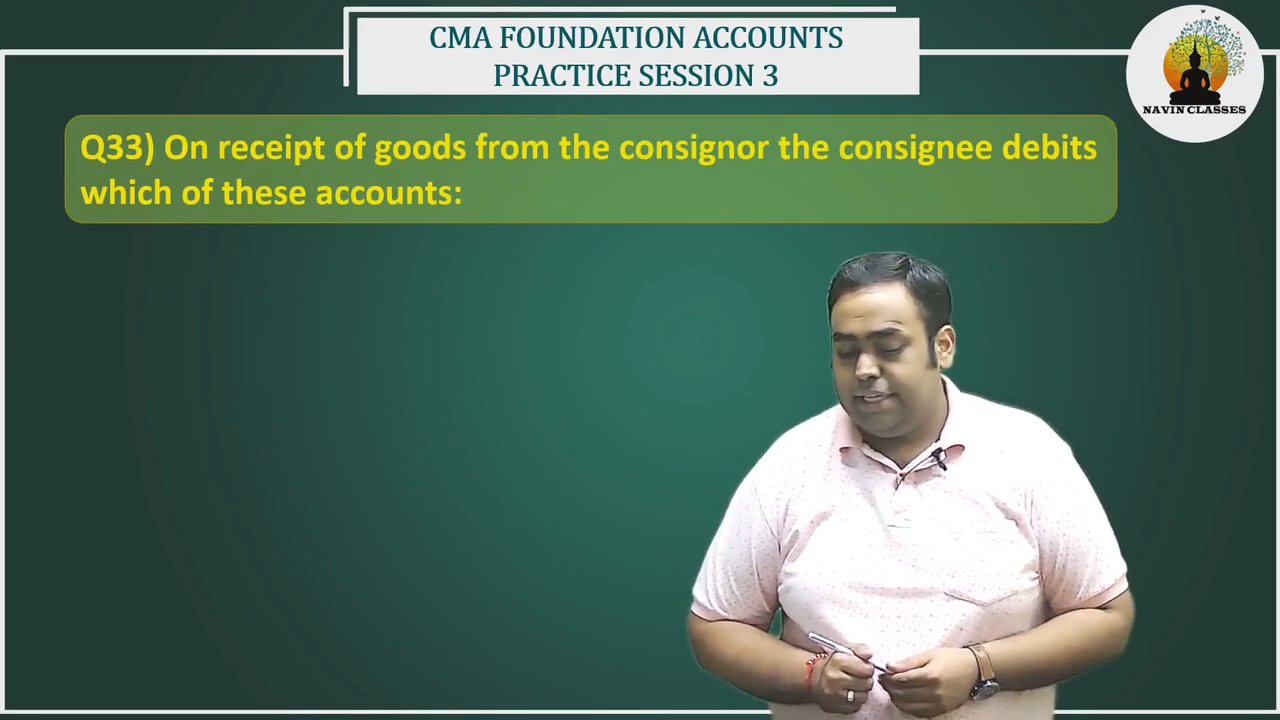 CMA FOUNDATION ACCOUNTS
PRACTICE SESSION 3
NAVIN CLASSES
Q33) On receipt of goods from the consignor the consignee debits
which of these accounts: